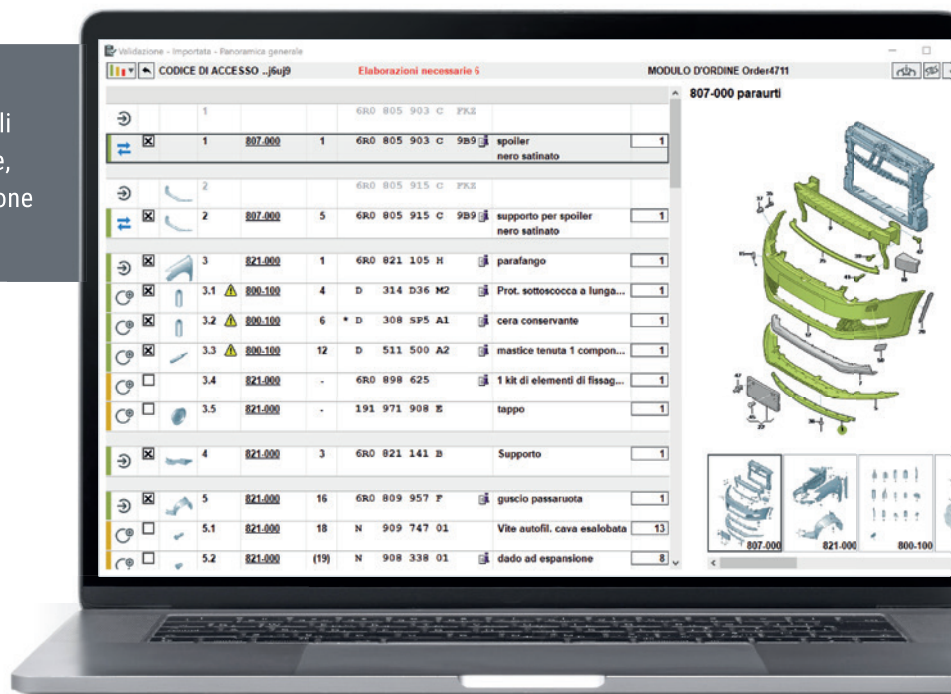 li
e,
one
Validazione - Importata - Panoramica generale
CODICE DI ACCESSO ..j6uj9 Elaborazioni necessarie 6 MODULO D'ORDINE Order4711
807-000 paraurti
1 6R0 805 903 C FKZ
1 807.000 1 6R0 805 903 C 9B9 spoiler 1
nero satinato
2 6R0 805 915 C FKZ
2 807.000 5 6R0 805 915 C 9B9 supporto per spoiler 1
nero satinato
3 821.000 1 6R0 821 105 H parafango 1
3.1 800-100 4 D 314 D36 M2 Prot. sottoscocca a lunga... 1
3.2 800-100 6 * D 308 SP5 A1 cera conservante 1
3.3 800-100 12 D 511 500 A2 mastice tenuta 1 compon... 1
3.4 821.000 - 6R0 898 625 1 kit di elementi di fissag... 1
3.5 821.000 - 191 971 908 E tappo 1
4 821.000 3 6R0 821 141 B Supporto 1
5 821.000 16 6R0 809 957 F guscio passaruota 1
5.1 821.000 18 N 909 747 01 Vite autofil. cava esalobata 13
5.2 821.000 (19) N 908 338 01 dado ad espansione 8
807-000 821-000 800-100